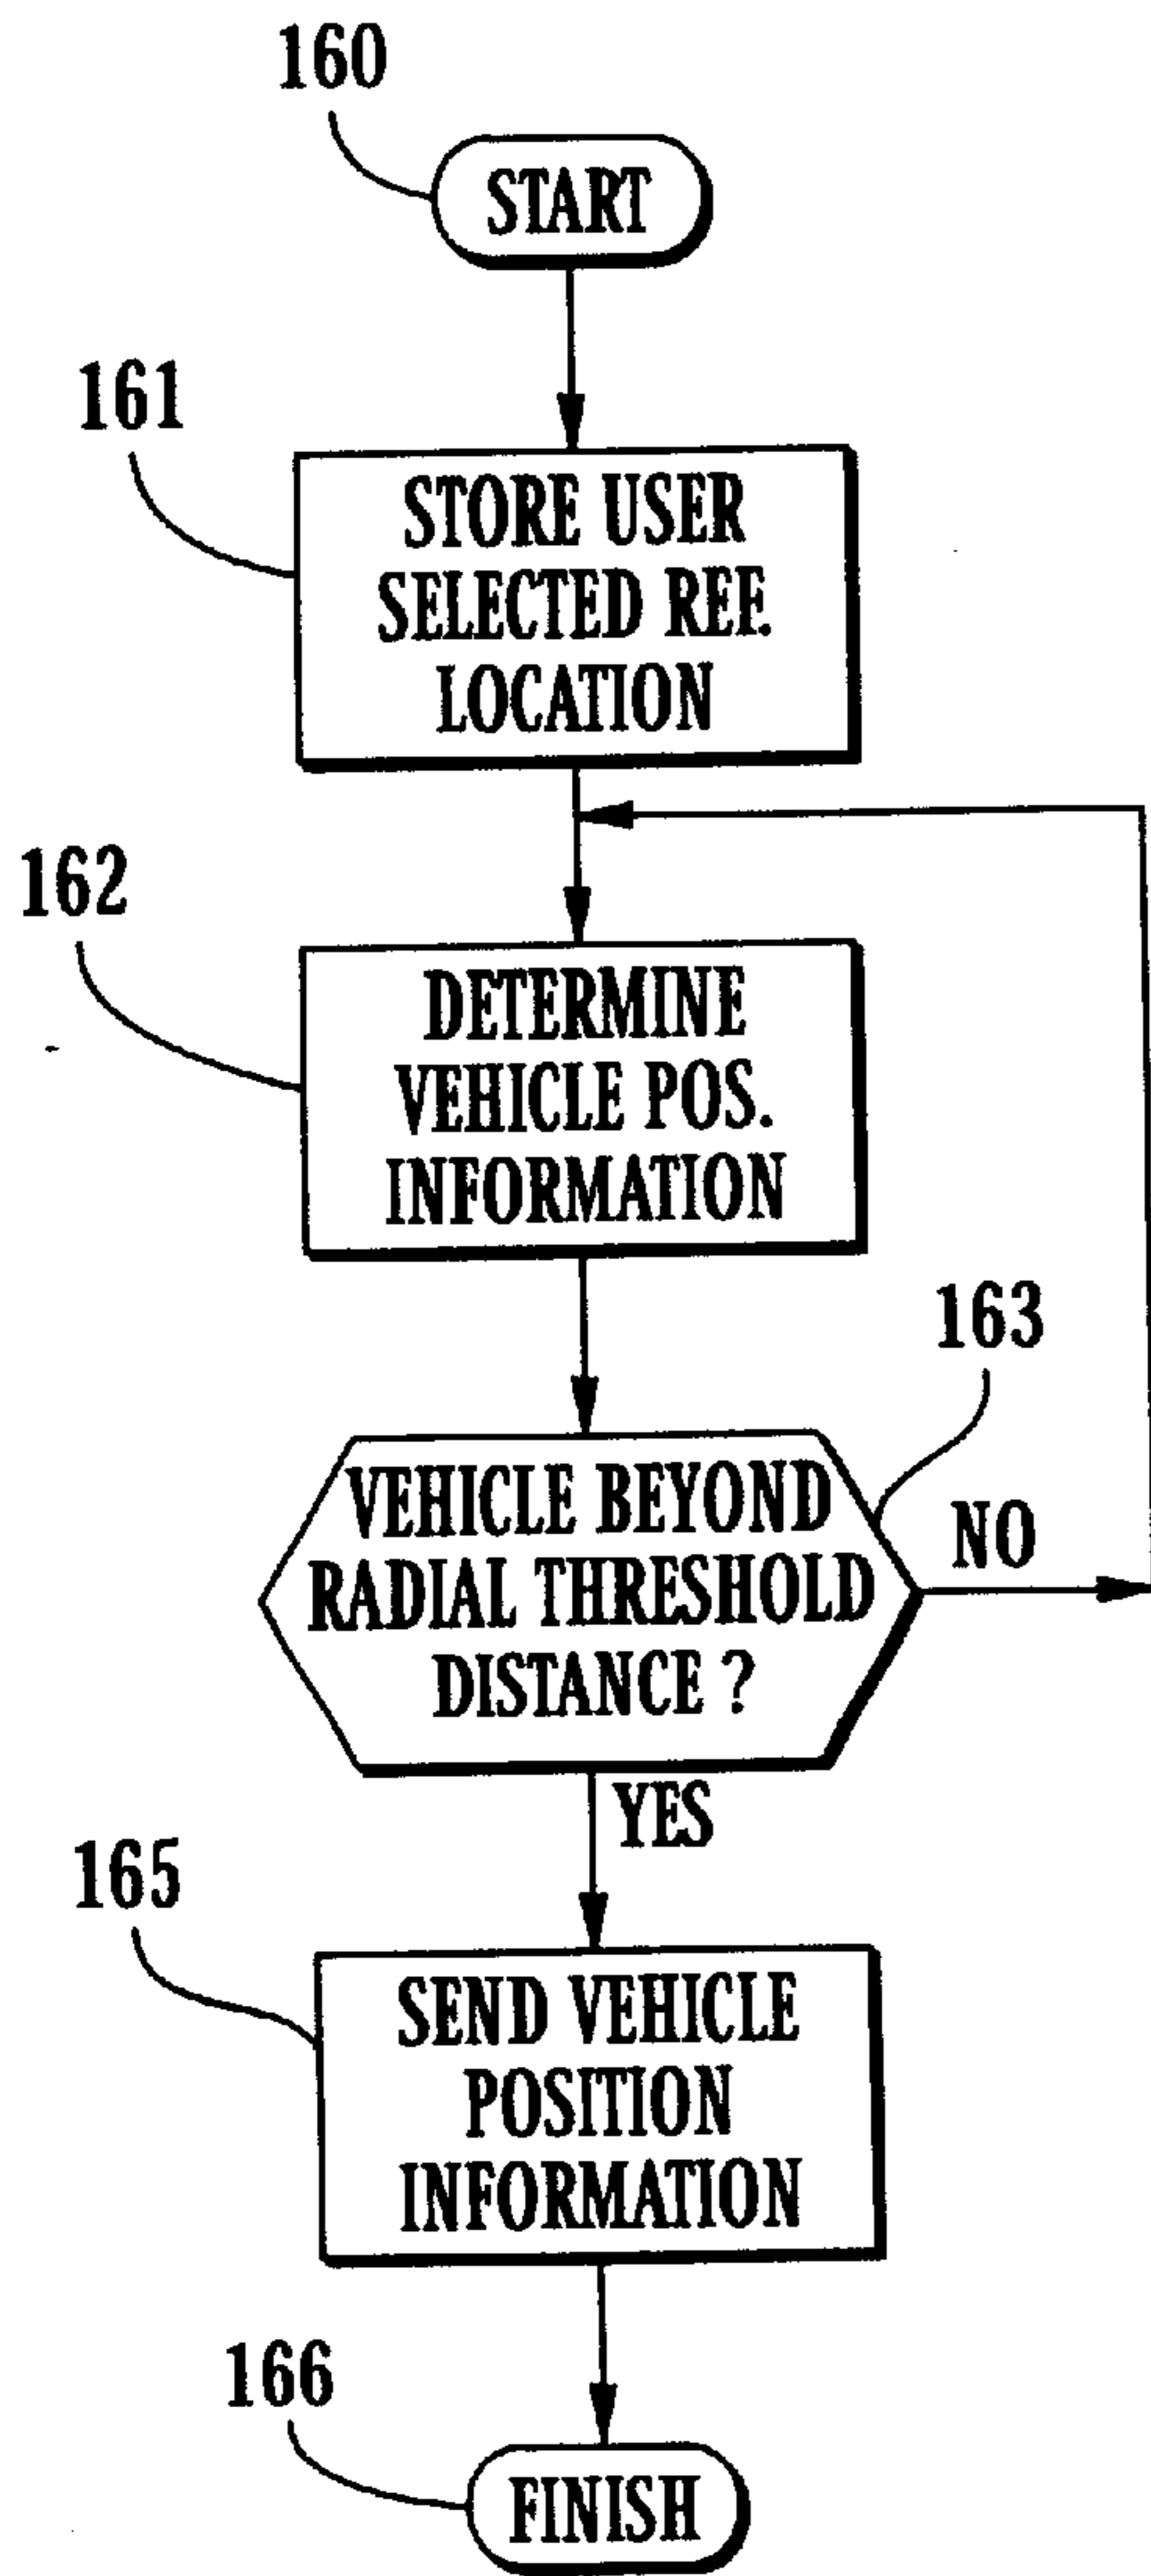 160
START
161
STORE USER
SELECTED REF.
LOCATION
162
DETERMINE
VEHICLE POS.
INFORMATION
163
VEHICLE BEYOND
RADIAL THRESHOLD
DISTANCE ?
NO
YES
165
SEND VEHICLE
POSITION
INFORMATION
166
FINISH